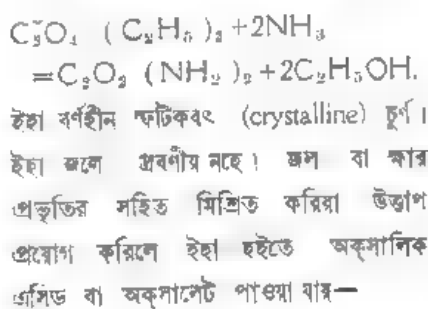 C₂O₄ (C₂H₅)₂+2NH₃
=C₂O₂ (NH₂)₂+2C₂H₅OH.
ইহা বর্ণহীন স্ফটিকবৎ (crystalline) চূর্ণ।
ইহা জলে দ্রবণীয় নহে। জল বা ক্ষার
প্রভৃতির সহিত মিশ্রিত করিয়া উত্তাপ
প্রয়োগ করিলে ইহা হইতে অক্সালিক
এসিড বা অক্সালেট পাওয়া যায়—